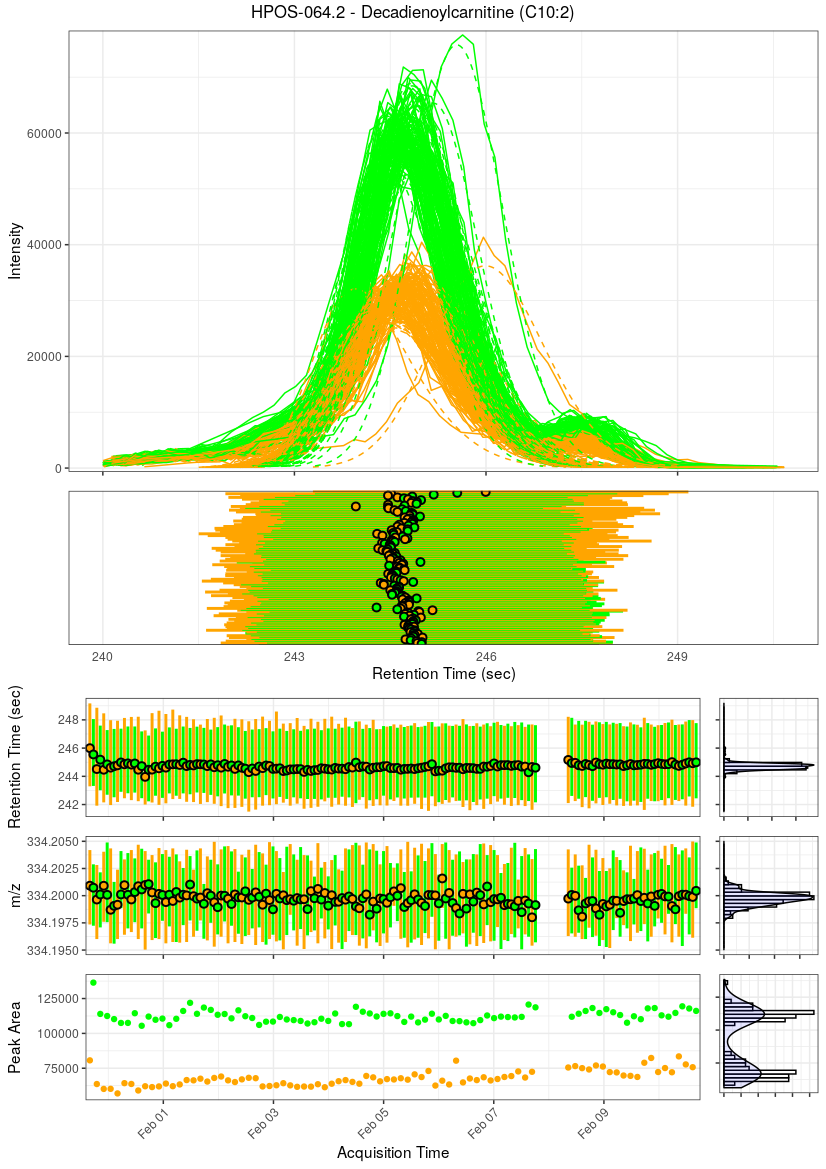 HPOS-064.2 - Decadienoylcarnitine (C10:2)
60000
40000
20000
0
Intensity
240 243 246 249
Retention Time (sec)
248
246
244
242
Retention Time (sec)
334.2050
334.2025
334.2000
334.1975
334.1950
m/z
125000
100000
75000
Peak Area
Feb 01 Feb 03 Feb 05 Feb 07 Feb 09
Acquisition Time